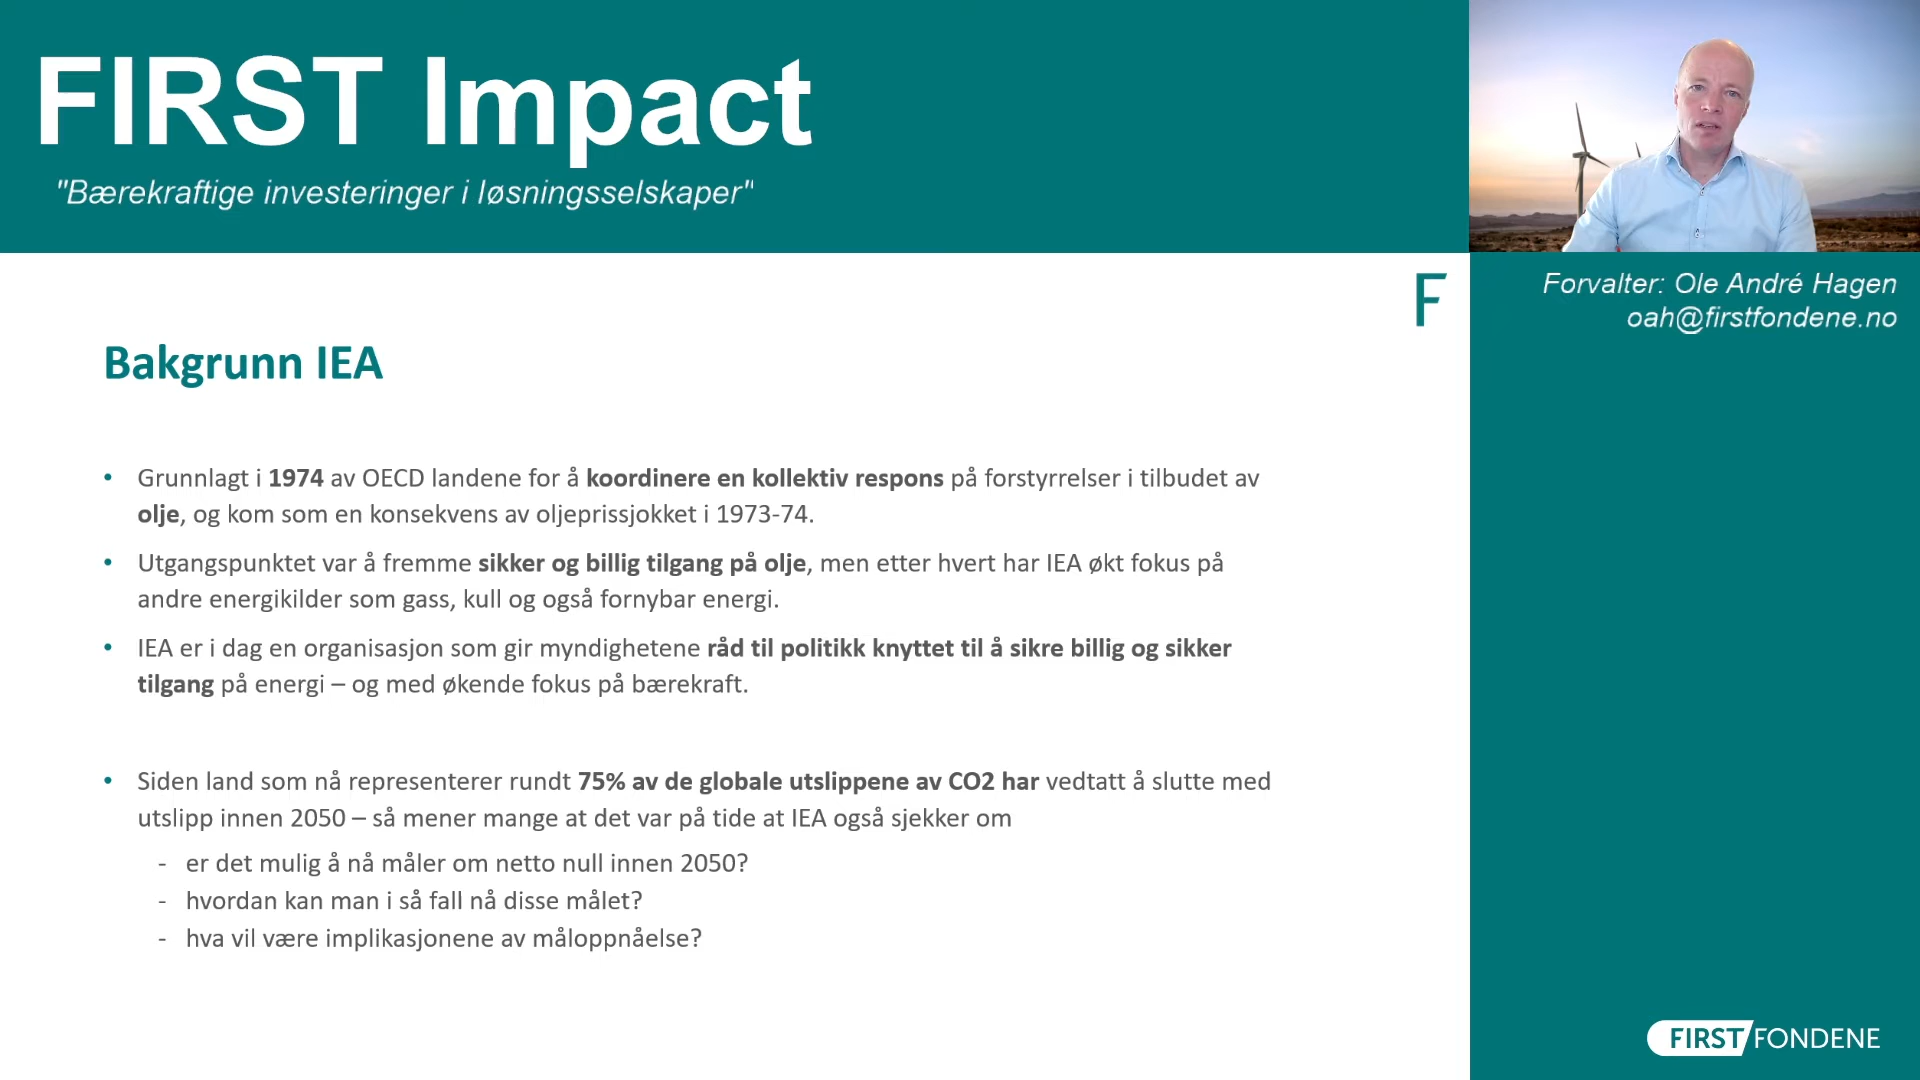 FIRST Impact
"Bærekraftige investeringer i løsningsselskaper"
Forvalter: Ole André Hagen
oah@firstfondene.no
F
Bakgrunn IEA
• Grunnlagt i 1974 av OECD landene for å koordinere en kollektiv respons på forstyrrelser i tilbudet av
olje, og kom som en konsekvens av oljeprissjokket i 1973-74.
• Utgangspunktet var å fremme sikker og billig tilgang på olje, men etter hvert har IEA økt fokus på
andre energikilder som gass, kull og også fornybar energi.
• IEA er i dag en organisasjon som gir myndighetene råd til politikk knyttet til å sikre billig og sikker
tilgang på energi – og med økende fokus på bærekraft.
• Siden land som nå representerer rundt 75% av de globale utslippene av CO2 har vedtatt å slutte med
utslipp innen 2050 – så mener mange at det var på tide at IEA også sjekker om
- er det mulig å nå måler om netto null innen 2050?
- hvordan kan man i så fall nå disse målet?
- hva vil være implikasjonene av måloppnåelse?
FIRST FONDENE